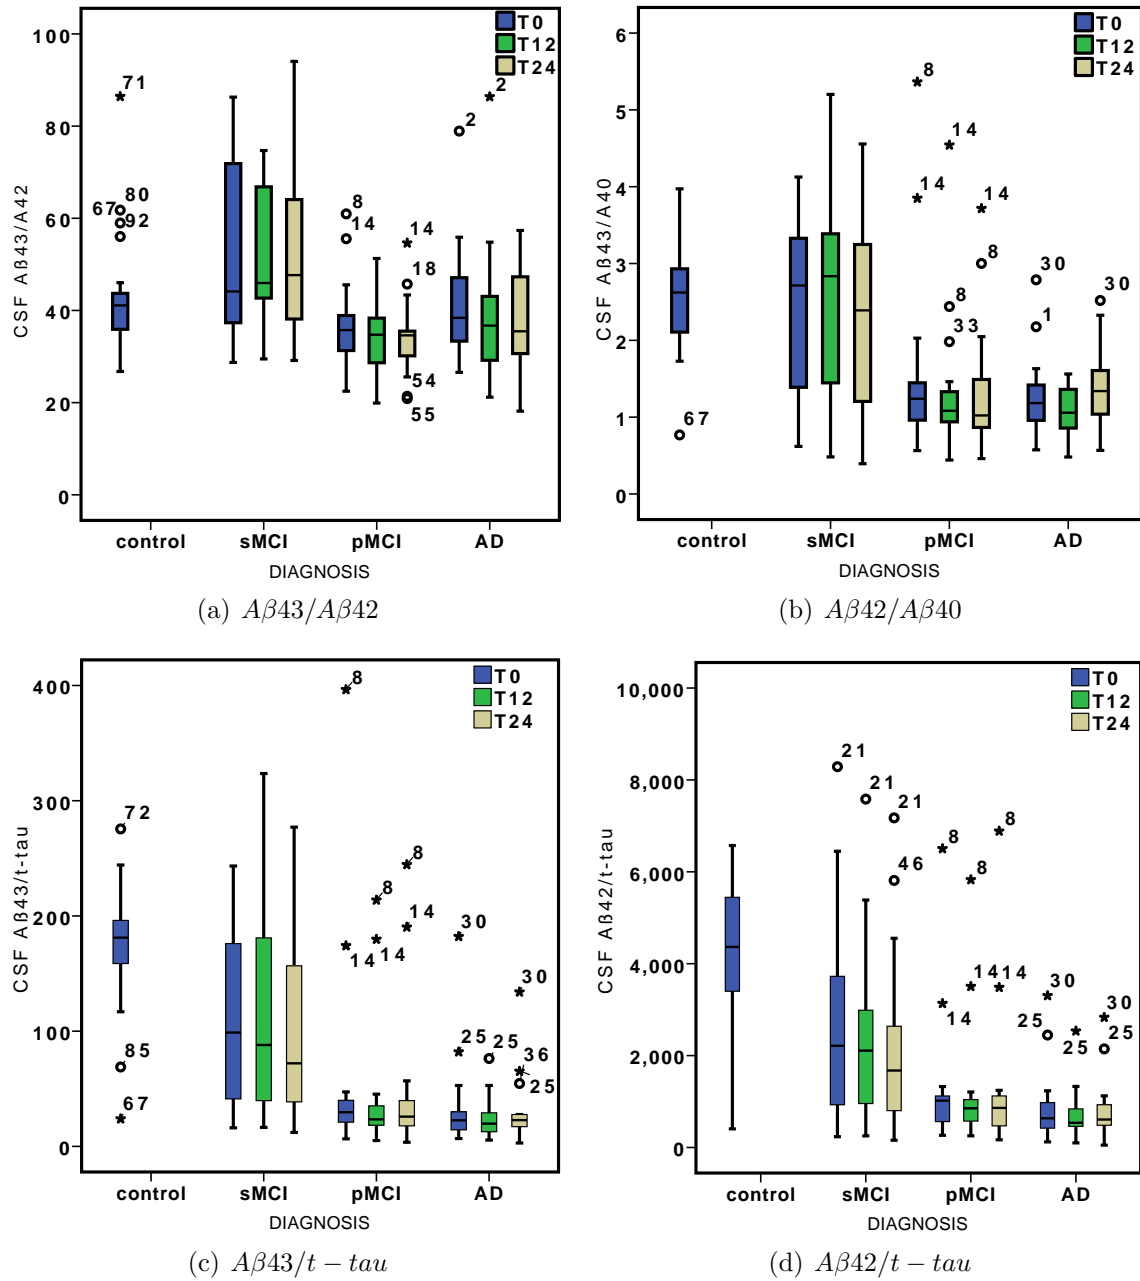 T0
T12
T24
100
80
60
40
20
0
CSF Aß43/A42
71
80
67
92
8
14
14
18
54
55
2
2
control sMCI pMCI AD
DIAGNOSIS
(a) Aβ43/Aβ42
T0
T12
T24
6
5
4
3
2
1
0
CSF Aß43/A40
67
8
14
14
8
33
14
8
30
1
30
control sMCI pMCI AD
DIAGNOSIS
(b) Aβ42/Aβ40
T0
T12
T24
400
300
200
100
0
CSF Aß43/t-tau
72
85
67
8
14
8
14
8
14
30
25
25
30
36
25
control sMCI pMCI AD
DIAGNOSIS
(c) Aβ43/t − tau
T0
T12
T24
10,000
8,000
6,000
4,000
2,000
0
CSF Aß42/t-tau
21
21
21
46
8
14
8
14
8
14
30
25
25
30
25
control sMCI pMCI AD
DIAGNOSIS
(d) Aβ42/t − tau